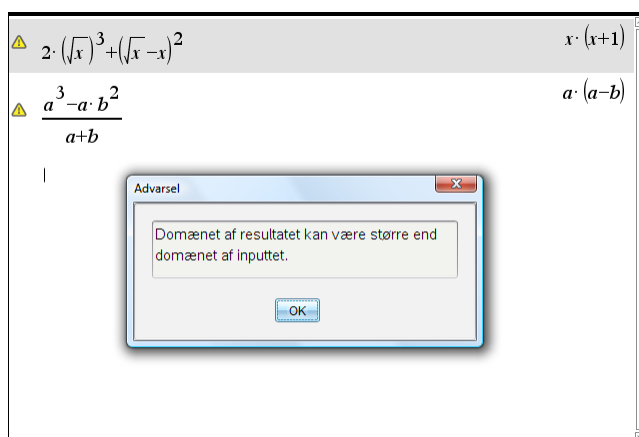 2·(√x)³+(√x−x)² x·(x+1)
a³−a·b² a·(a−b)
a+b
Advarsel
Domænet af resultatet kan være større end
domænet af inputtet.
OK